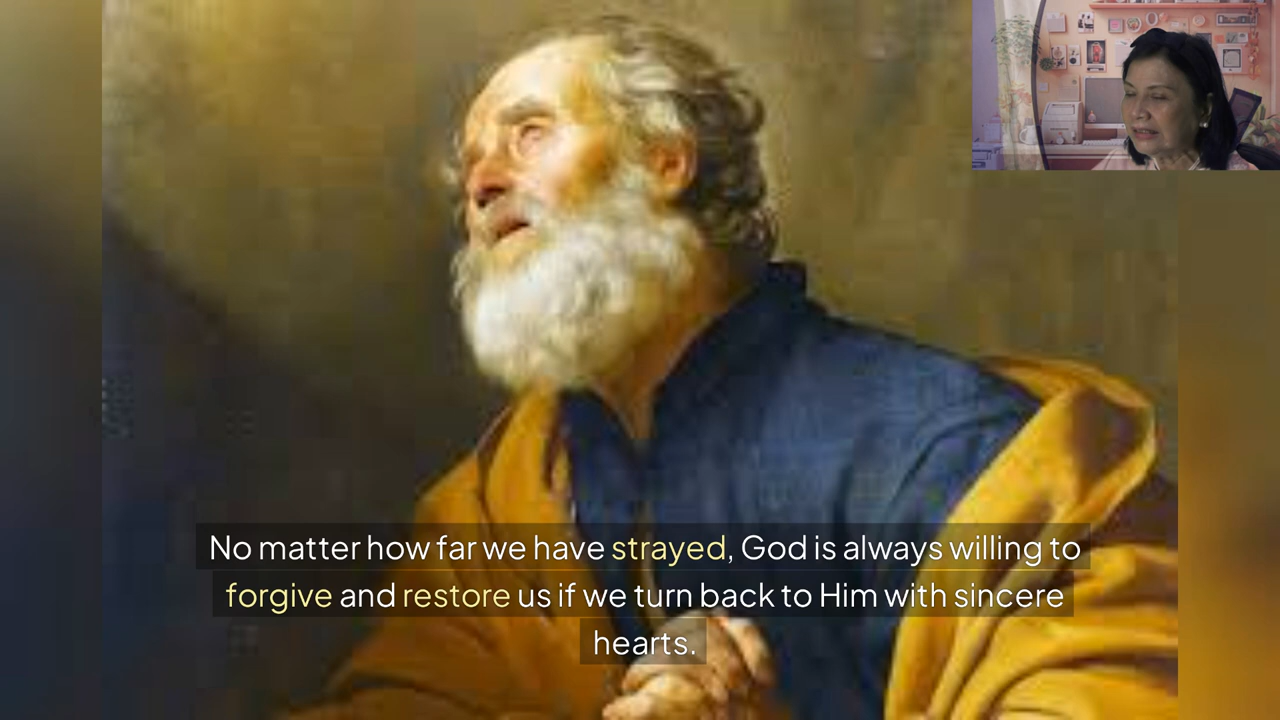 No matter how far we have strayed, God is always willing to
forgive and restore us if we turn back to Him with sincere
hearts.